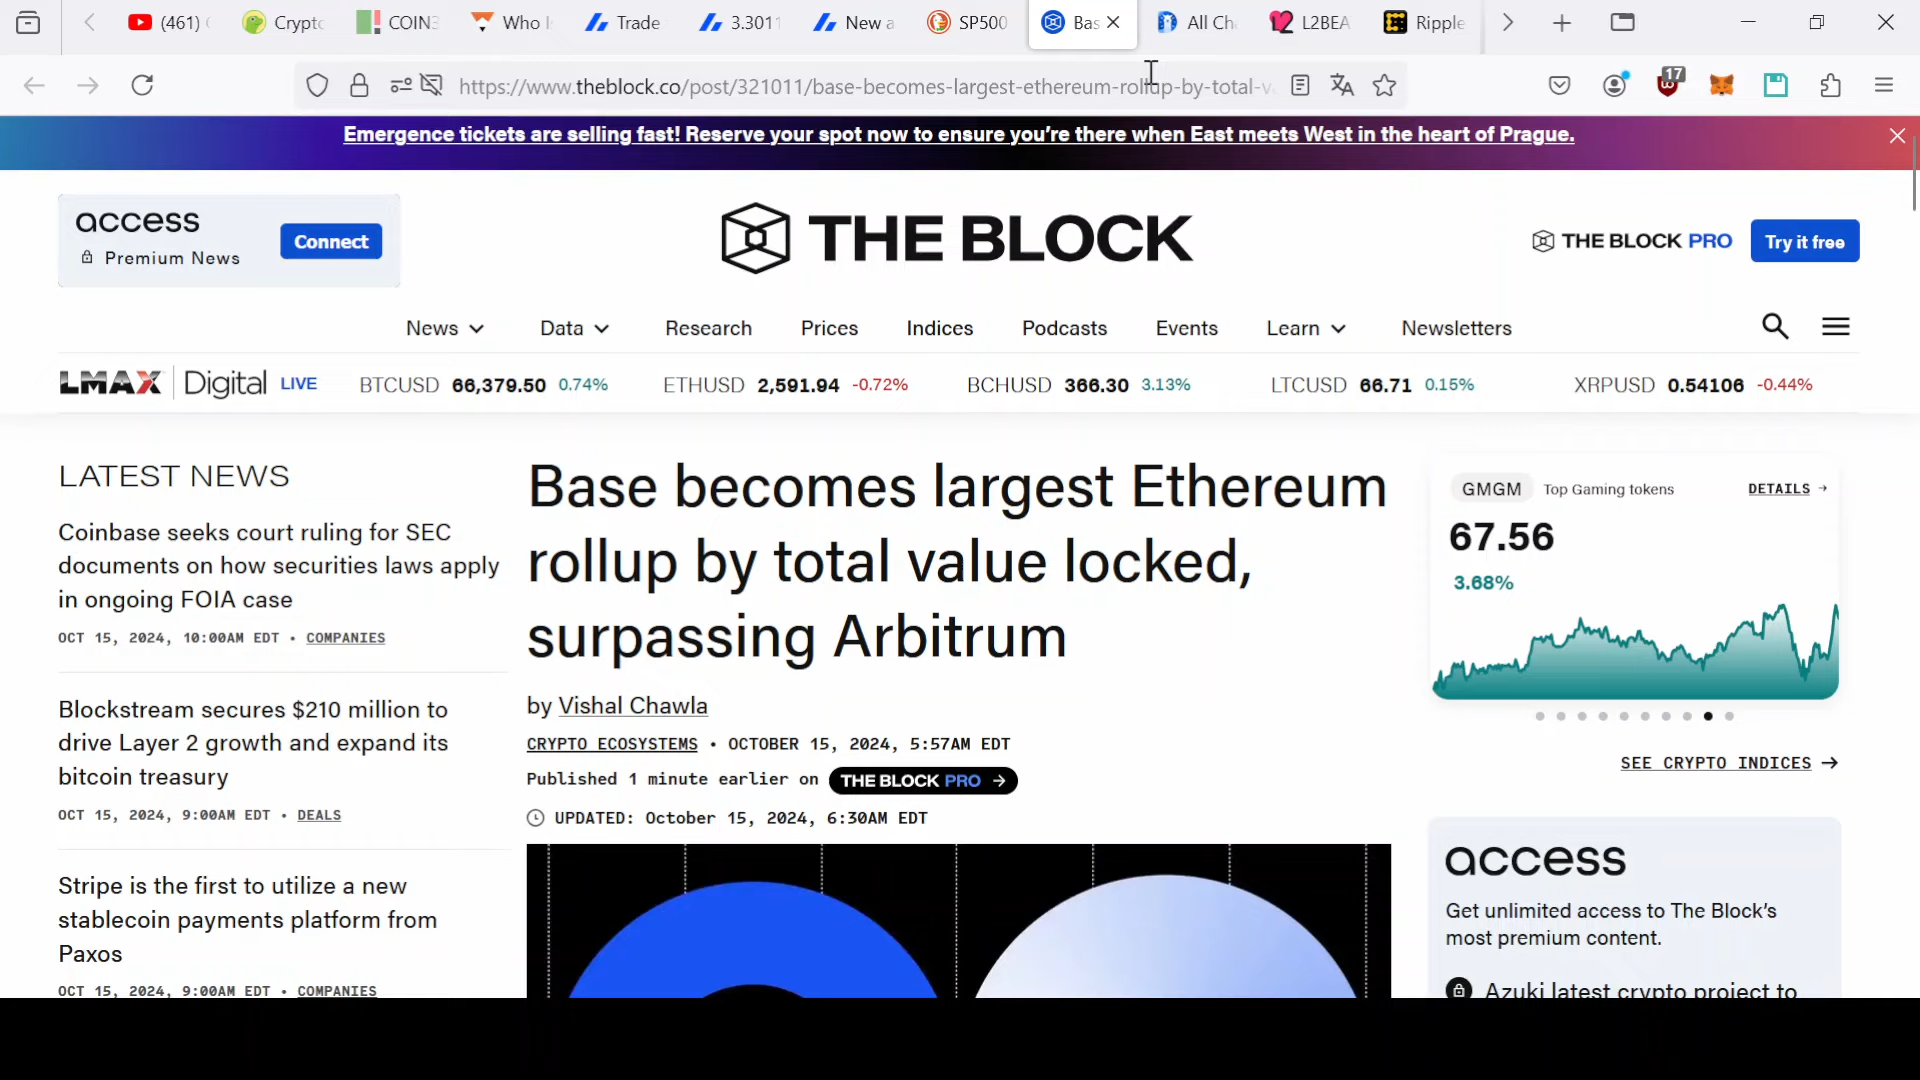 (461)
Crypto
COIN3
Who I
Trade
3.3011
New a
SP500
Bas
All Ch
L2BEA
Ripple
https://www.theblock.co/post/321011/base-becomes-largest-ethereum-rollup-by-total-va
17
Emergence tickets are selling fast! Reserve your spot now to ensure you're there when East meets West in the heart of Prague.
access
Premium News
Connect
THE BLOCK
THE BLOCK PRO
Try it free
News
Data
Research
Prices
Indices
Podcasts
Events
Learn
Newsletters
LMAX Digital LIVE
BTCUSD 66,379.50 0.74%
ETHUSD 2,591.94 -0.72%
BCHUSD 366.30 3.13%
LTCUSD 66.71 0.15%
XRPUSD 0.54106 -0.44%
LATEST NEWS
Coinbase seeks court ruling for SEC
documents on how securities laws apply
in ongoing FOIA case
OCT 15, 2024, 10:00AM EDT • COMPANIES
Blockstream secures $210 million to
drive Layer 2 growth and expand its
bitcoin treasury
OCT 15, 2024, 9:00AM EDT • DEALS
Stripe is the first to utilize a new
stablecoin payments platform from
Paxos
OCT 15, 2024, 9:00AM EDT • COMPANIES
Base becomes largest Ethereum
rollup by total value locked,
surpassing Arbitrum
by Vishal Chawla
CRYPTO ECOSYSTEMS • OCTOBER 15, 2024, 5:57AM EDT
Published 1 minute earlier on THE BLOCK PRO →
UPDATED: October 15, 2024, 6:30AM EDT
GMGM Top Gaming tokens DETAILS →
67.56
3.68%
SEE CRYPTO INDICES →
access
Get unlimited access to The Block's
most premium content.
Azuki latest crypto project to